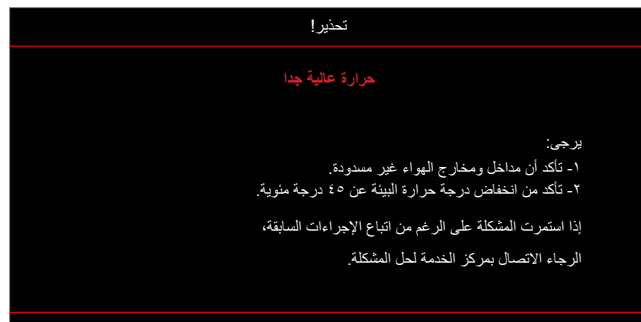 تحذير!
حرارة عالية جدا
يرجى:
١- تأكد أن مداخل ومخارج الهواء غير مسدودة.
٢- تأكد من انخفاض درجة حرارة البيئة عن ٤٥ درجة مئوية.
إذا استمرت المشكلة على الرغم من اتباع الإجراءات السابقة،
الرجاء الاتصال بمركز الخدمة لحل المشكلة.